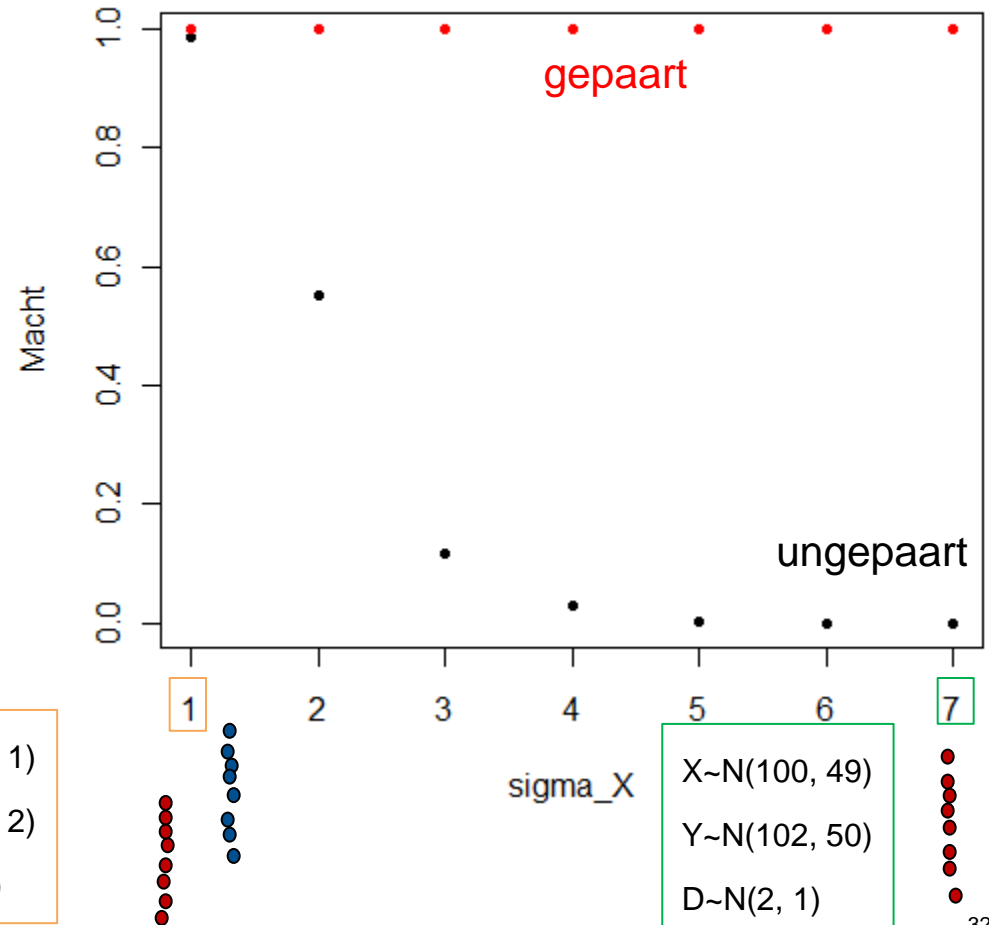 1.0
gepaart
0.8
0.6
Macht
0.4
0.2
ungepaart
0.0
1 2 3 4 5 6 7
sigma_X
1)
2)
)
X~N(100, 49)
Y~N(102, 50)
D~N(2, 1)